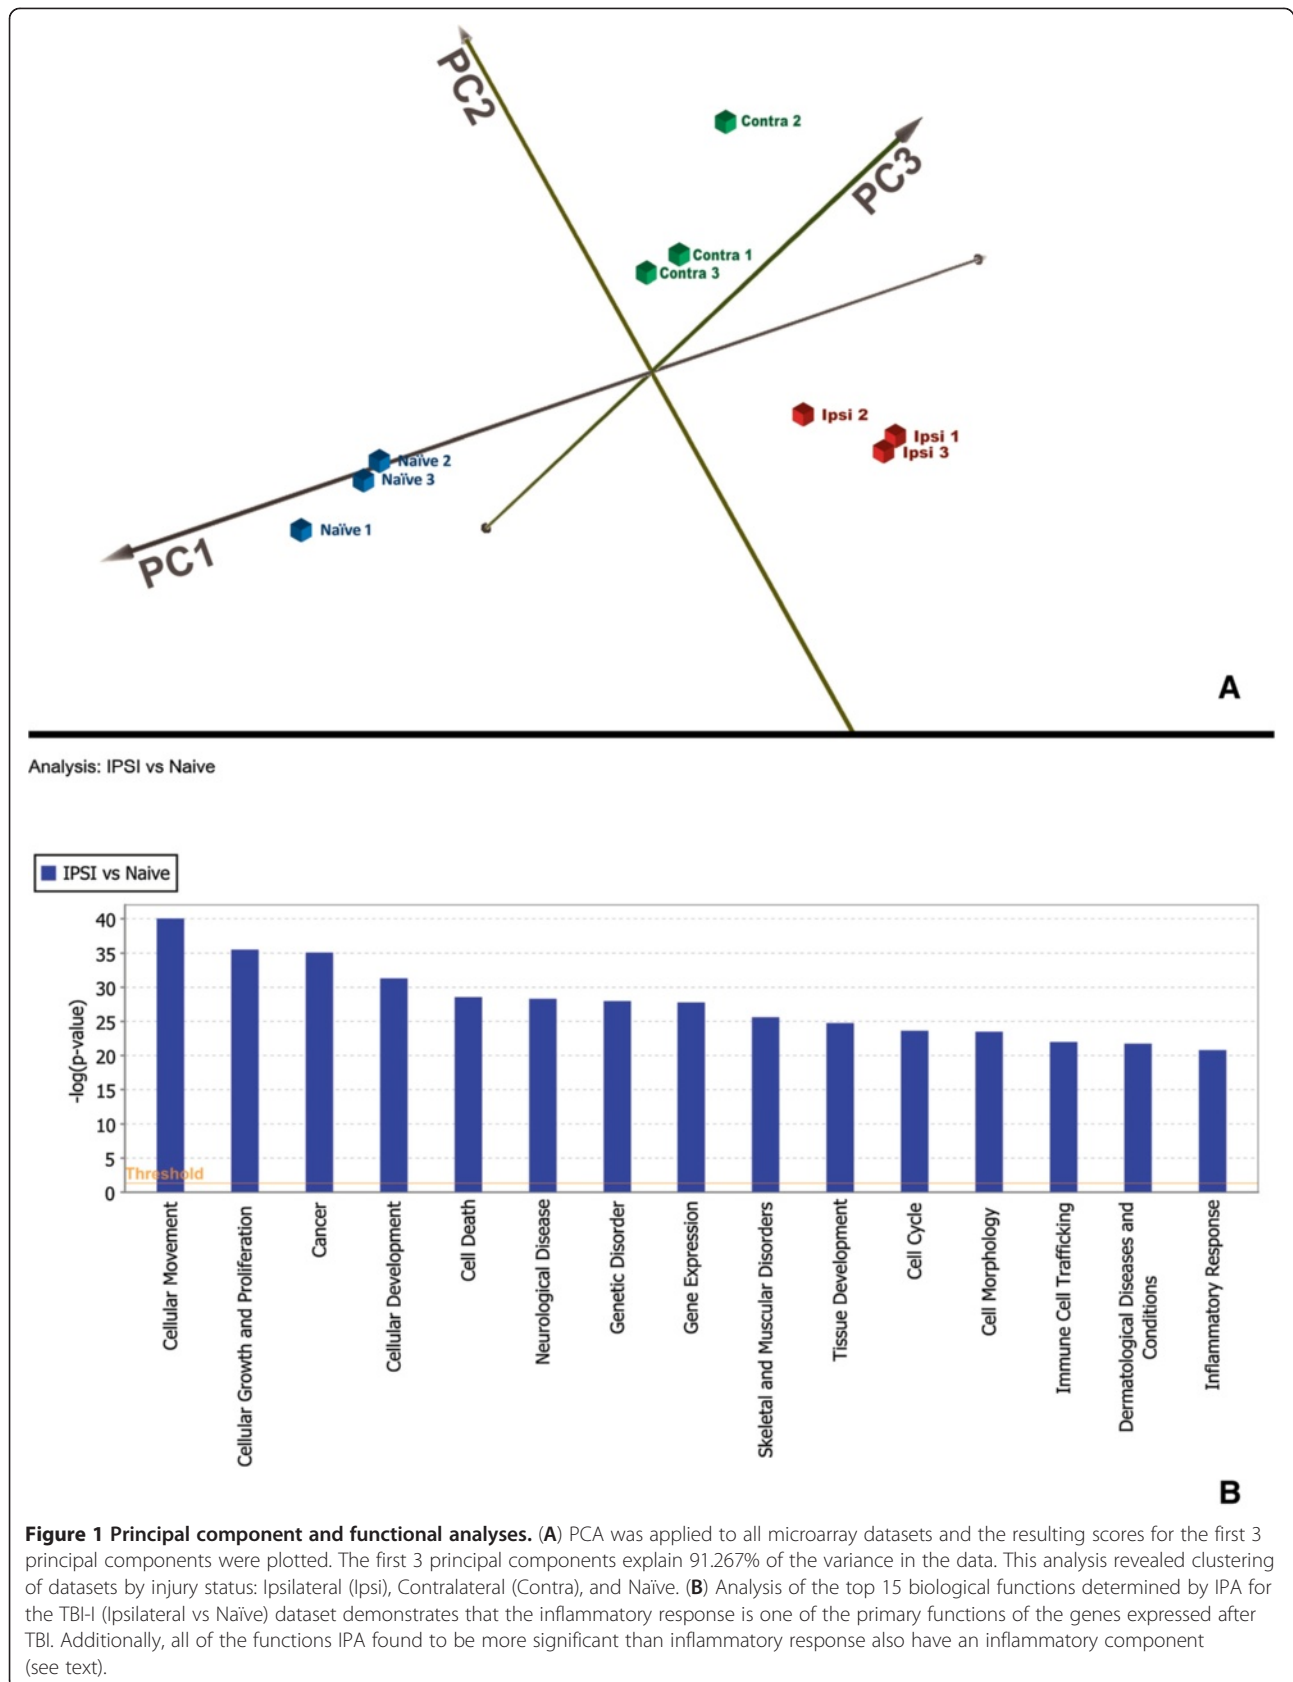 PC2
Contra 2
PC3
Contra 1
Contra 3
Ipsi 2
Ipsi 1
Ipsi 3
Naïve 2
Naïve 3
Naïve 1
PC1
A
Analysis: IPSI vs Naive
IPSI vs Naive
40
35
30
25
20
15
10
5
0
-log(p-value)
Threshold
Cellular Movement
Cellular Growth and Proliferation
Cancer
Cellular Development
Cell Death
Neurological Disease
Genetic Disorder
Gene Expression
Skeletal and Muscular Disorders
Tissue Development
Cell Cycle
Cell Morphology
Immune Cell Trafficking
Dermatological Diseases and
Conditions
Inflammatory Response
B
Figure 1 Principal component and functional analyses. (A) PCA was applied to all microarray datasets and the resulting scores for the first 3
principal components were plotted. The first 3 principal components explain 91.267% of the variance in the data. This analysis revealed clustering
of datasets by injury status: Ipsilateral (Ipsi), Contralateral (Contra), and Naïve. (B) Analysis of the top 15 biological functions determined by IPA for
the TBI-I (Ipsilateral vs Naïve) dataset demonstrates that the inflammatory response is one of the primary functions of the genes expressed after
TBI. Additionally, all of the functions IPA found to be more significant than inflammatory response also have an inflammatory component
(see text).